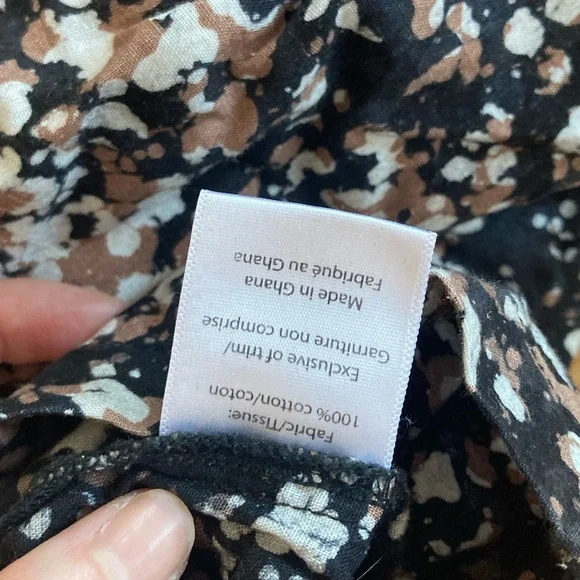 Fabric/Tissue:
100% cotton/coton
Exclusive of trim/
Garniture non comprise
Made in Ghana
Fabriqué au Ghana